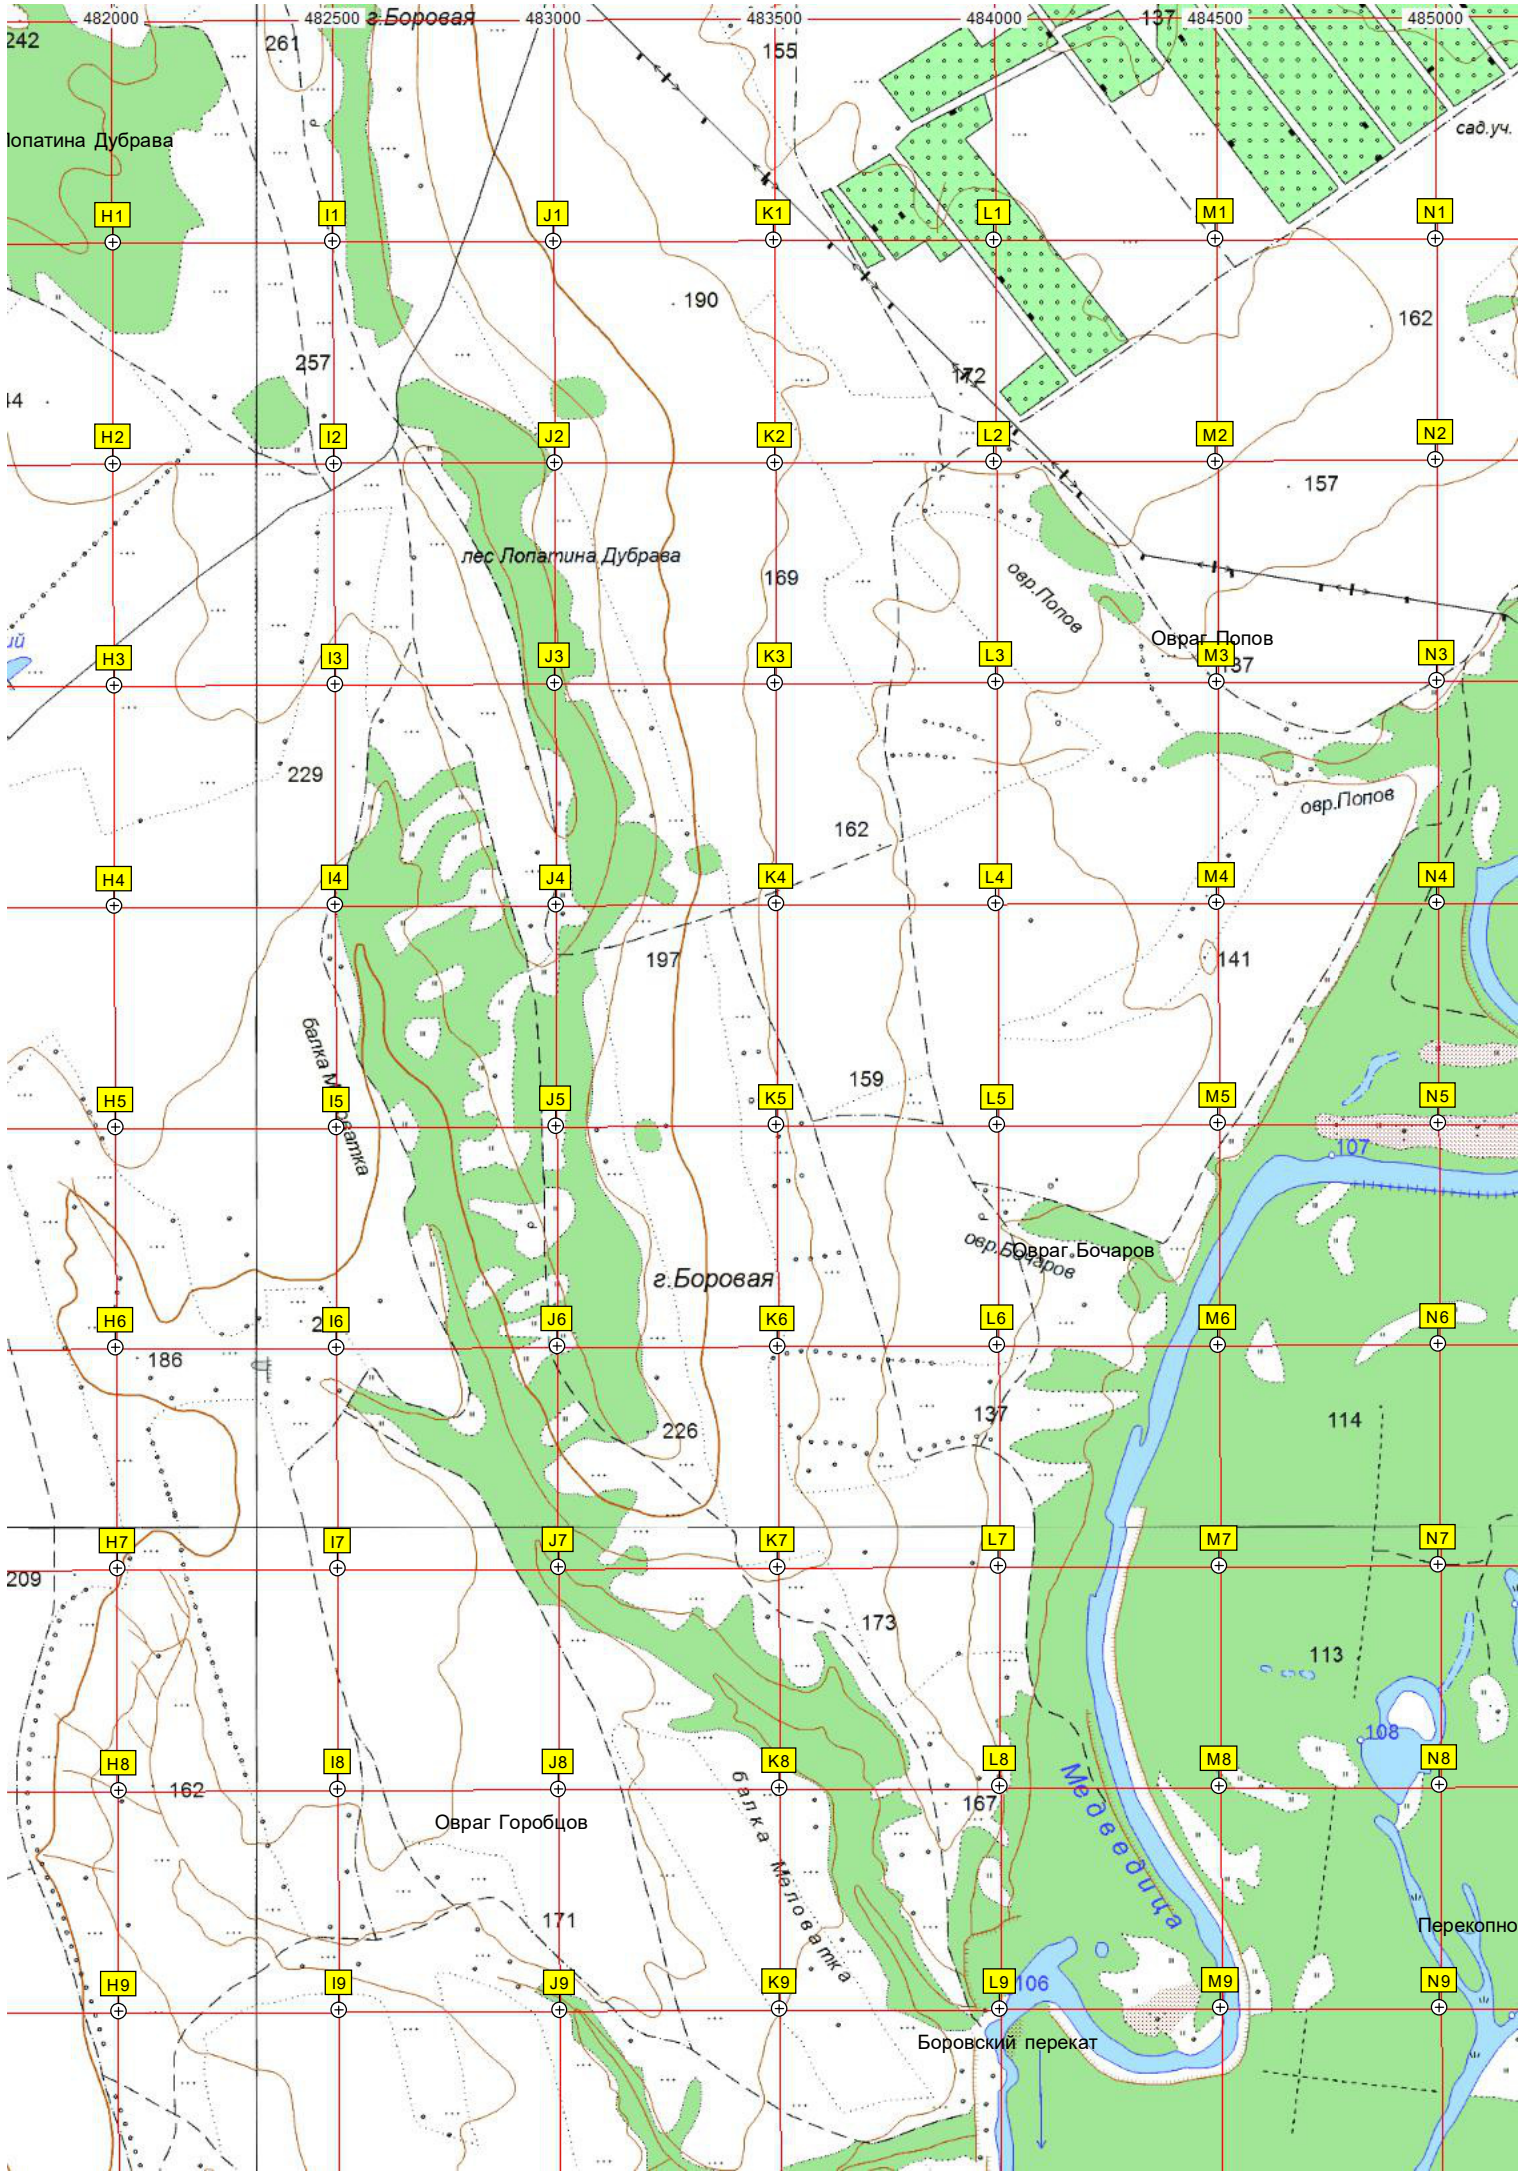 482000 482500 483000 483500 484000 484500 485000
г.Боровая
242
261
155
137
сад.уч.
Лопатина Дубрава
H1 I1 J1 K1 L1 M1 N1
190
162
257
172
44
H2 I2 J2 K2 L2 M2 N2
157
лес Лопатина Дубрава
169
овр.Попов
Овраг Попов
ий
H3 I3 J3 K3 L3 M3 N3
137
229
овр.Попов
162
H4 I4 J4 K4 L4 M4 N4
197
141
балка Меловатка
159
H5 I5 J5 K5 L5 M5 N5
107
овр.Бочаров
Овраг Бочаров
г.Боровая
H6 I6 J6 K6 L6 M6 N6
186
137
114
226
H7 I7 J7 K7 L7 M7 N7
209
173
113
108
H8 I8 J8 K8 L8 M8 N8
162
167
Медведица
Овраг Горобцов
балка Меловатка
171
Перекопно
H9 I9 J9 K9 L9 M9 N9
106
Боровский перекат